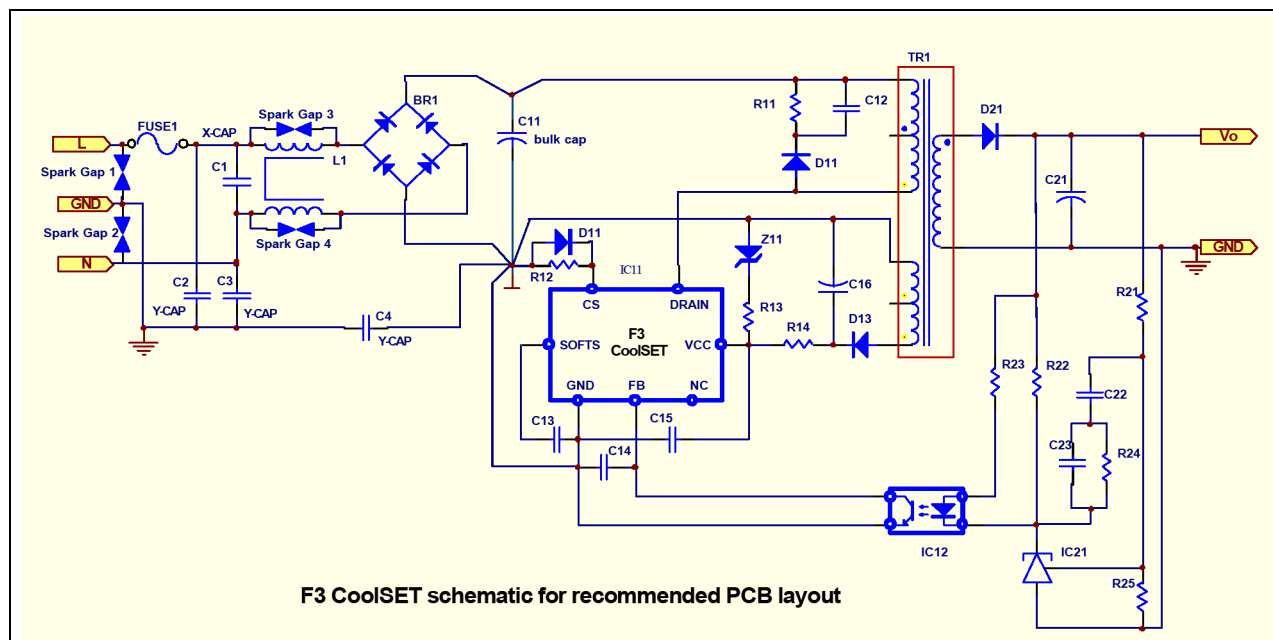 TR1
BR1
D21
R11
C12
FUSE1
X-CAP
Spark Gap 3
C11
bulk cap
L
Vo
L1
D11
Spark Gap 1
C1
C21
GND
Spark Gap 2
Spark Gap 4
D11
Z11
GND
N
R12
IC11
C2
C3
CS
DRAIN
C16
R21
Y-CAP
Y-CAP
R13
C4
Y-CAP
F3
CoolSET
R14
D13
SOFTS
VCC
R23
R22
GND
FB
NC
C22
C13
C15
C14
C23
R24
IC12
IC21
R25
F3 CoolSET schematic for recommended PCB layout